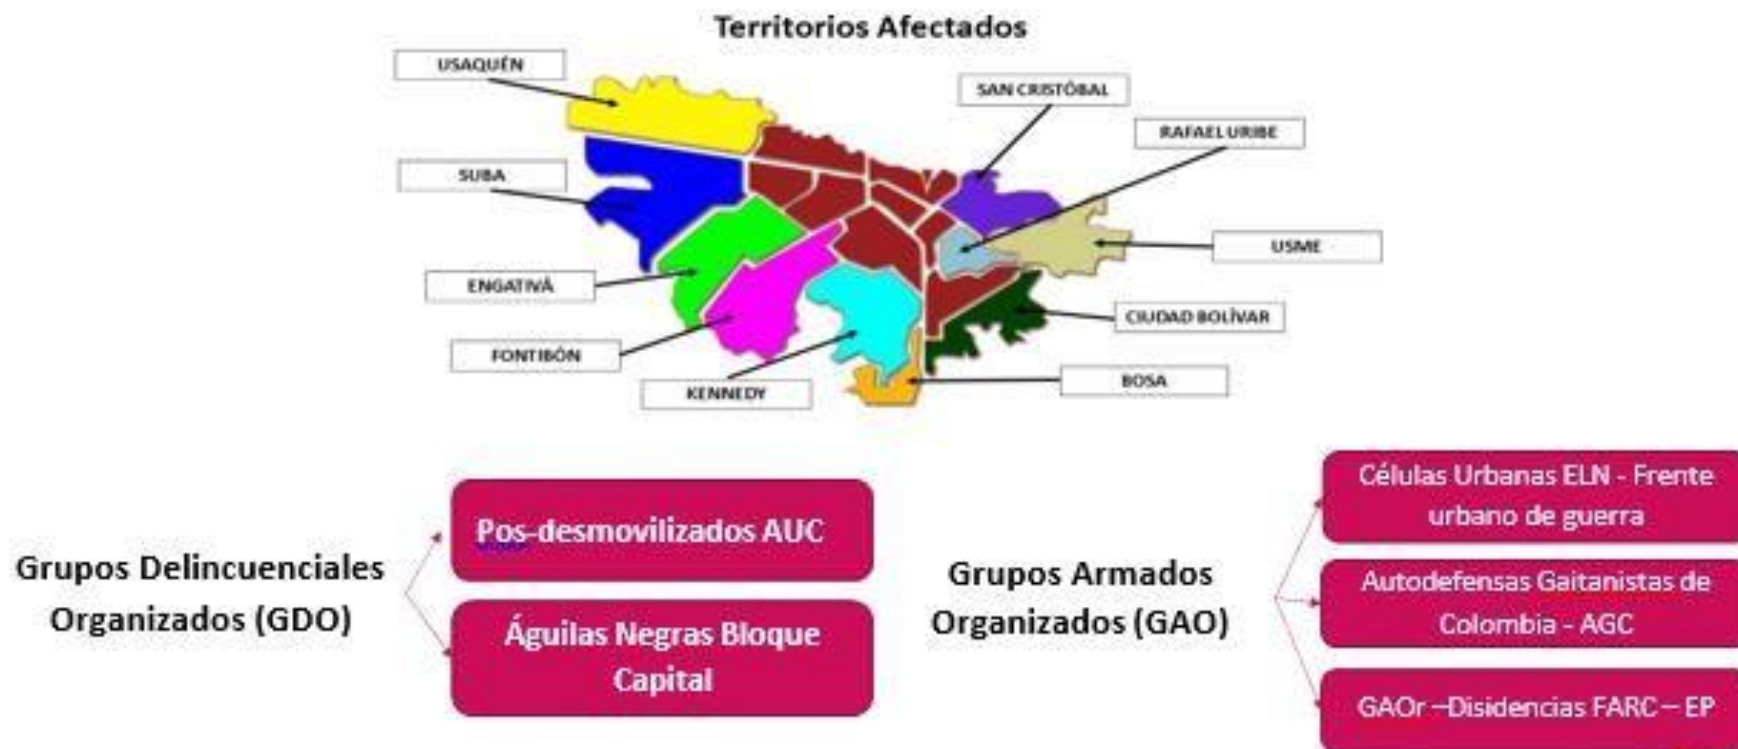 Territorios Afectados
USAQUÉN
SAN CRISTÓBAL
RAFAEL URIBE
SUBA
USME
ENGATIVÁ
CIUDAD BOLÍVAR
FONTIBÓN
KENNEDY
BOSA
Grupos Delincuenciales
Organizados (GDO)
Pos-desmovilizados AUC
Águilas Negras Bloque
Capital
Grupos Armados
Organizados (GAO)
Células Urbanas ELN - Frente
urbano de guerra
Autodefensas Gaitanistas de
Colombia - AGC
GAOr –Disidencias FARC – EP